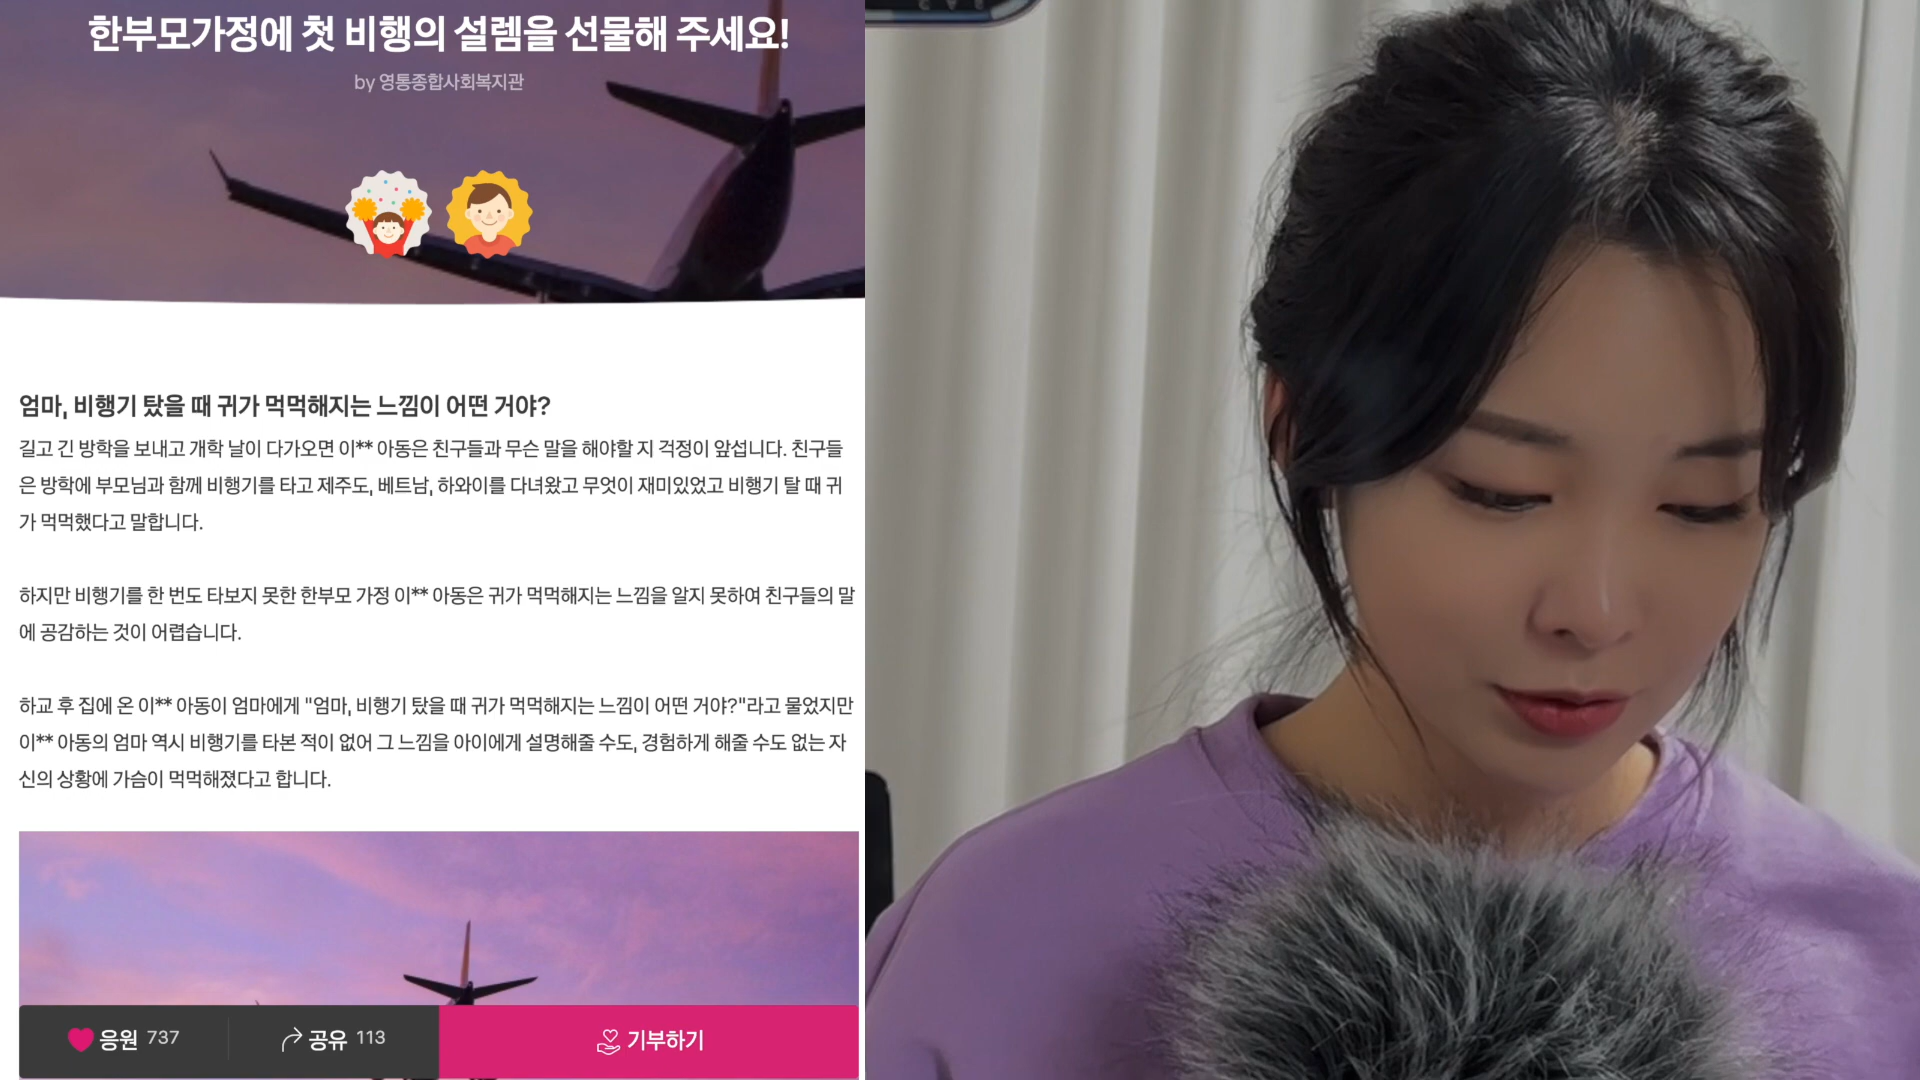 한부모가정에 첫 비행의 설렘을 선물해 주세요!
by 영통종합사회복지관
엄마, 비행기 탔을 때 귀가 먹먹해지는 느낌이 어떤 거야?
길고 긴 방학을 보내고 개학 날이 다가오면 이** 아동은 친구들과 무슨 말을 해야할 지 걱정이 앞섭니다. 친구들
은 방학에 부모님과 함께 비행기를 타고 제주도, 베트남, 하와이를 다녀왔고 무엇이 재미있었고 비행기 탈 때 귀
가 먹먹했다고 말합니다.
하지만 비행기를 한 번도 타보지 못한 한부모 가정 이** 아동은 귀가 먹먹해지는 느낌을 알지 못하여 친구들의 말
에 공감하는 것이 어렵습니다.
하교 후 집에 온 이** 아동이 엄마에게 "엄마, 비행기 탔을 때 귀가 먹먹해지는 느낌이 어떤 거야?"라고 물었지만
이** 아동의 엄마 역시 비행기를 타본 적이 없어 그 느낌을 아이에게 설명해줄 수도, 경험하게 해줄 수도 없는 자
신의 상황에 가슴이 먹먹해졌다고 합니다.
응원 737
공유 113
기부하기